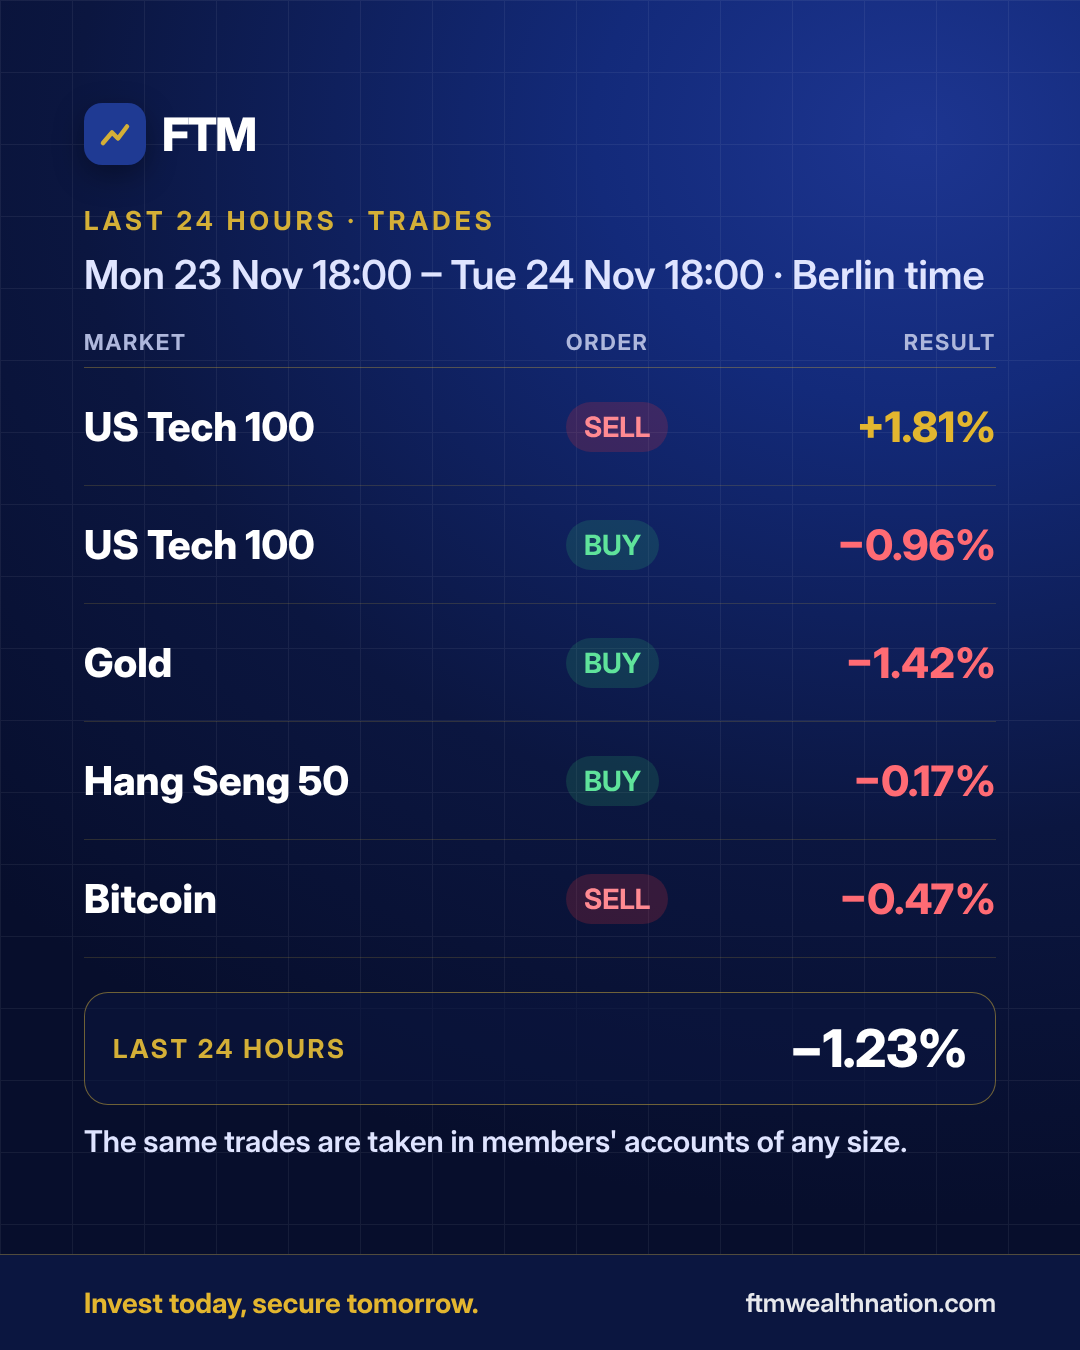 FTM
LAST 24 HOURS · TRADES
Mon 23 Nov 18:00 – Tue 24 Nov 18:00 · Berlin time
MARKET ORDER RESULT
US Tech 100 SELL +1.81%
US Tech 100 BUY −0.96%
Gold BUY −1.42%
Hang Seng 50 BUY −0.17%
Bitcoin SELL −0.47%
LAST 24 HOURS −1.23%
The same trades are taken in members' accounts of any size.
Invest today, secure tomorrow. ftmwealthnation.com